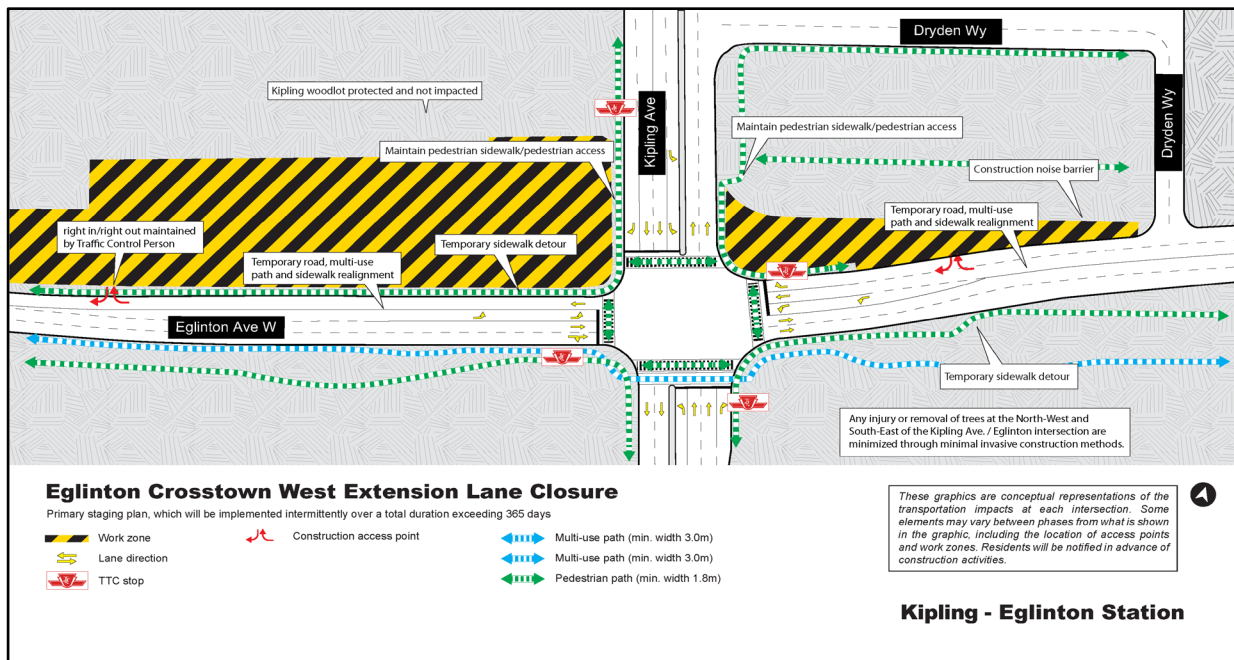 Dryden Wy
Kipling woodlot protected and not impacted
Kipling Ave
Dryden Wy
Maintain pedestrian sidewalk/pedestrian access
Maintain pedestrian sidewalk/pedestrian access
Construction noise barrier
right in/right out maintained
by Traffic Control Person
Temporary road, multi-use
path and sidewalk realignment
Temporary sidewalk detour
Temporary road, multi-use
path and sidewalk realignment
Eglinton Ave W
Temporary sidewalk detour
Any injury or removal of trees at the North-West and
South-East of the Kipling Ave. / Eglinton intersection are
minimized through minimal invasive construction methods.
Eglinton Crosstown West Extension Lane Closure
Primary staging plan, which will be implemented intermittently over a total duration exceeding 365 days
Work zone
Lane direction
TTC stop
Construction access point
Multi-use path (min. width 3.0m)
Multi-use path (min. width 3.0m)
Pedestrian path (min. width 1.8m)
These graphics are conceptual representations of the
transportation impacts at each intersection. Some
elements may vary between phases from what is shown
in the graphic, including the location of access points
and work zones. Residents will be notified in advance of
construction activities.
Kipling - Eglinton Station